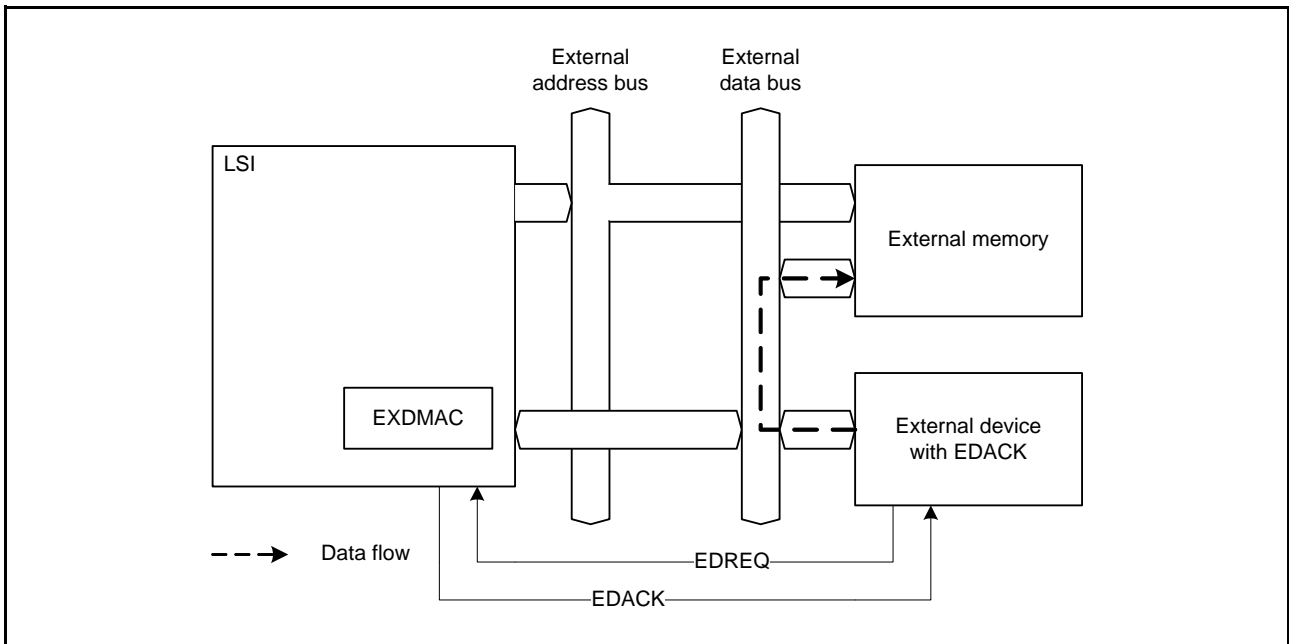 External
address bus
External
data bus
LSI
External memory
EXDMAC
External device
with EDACK
Data flow
EDREQ
EDACK